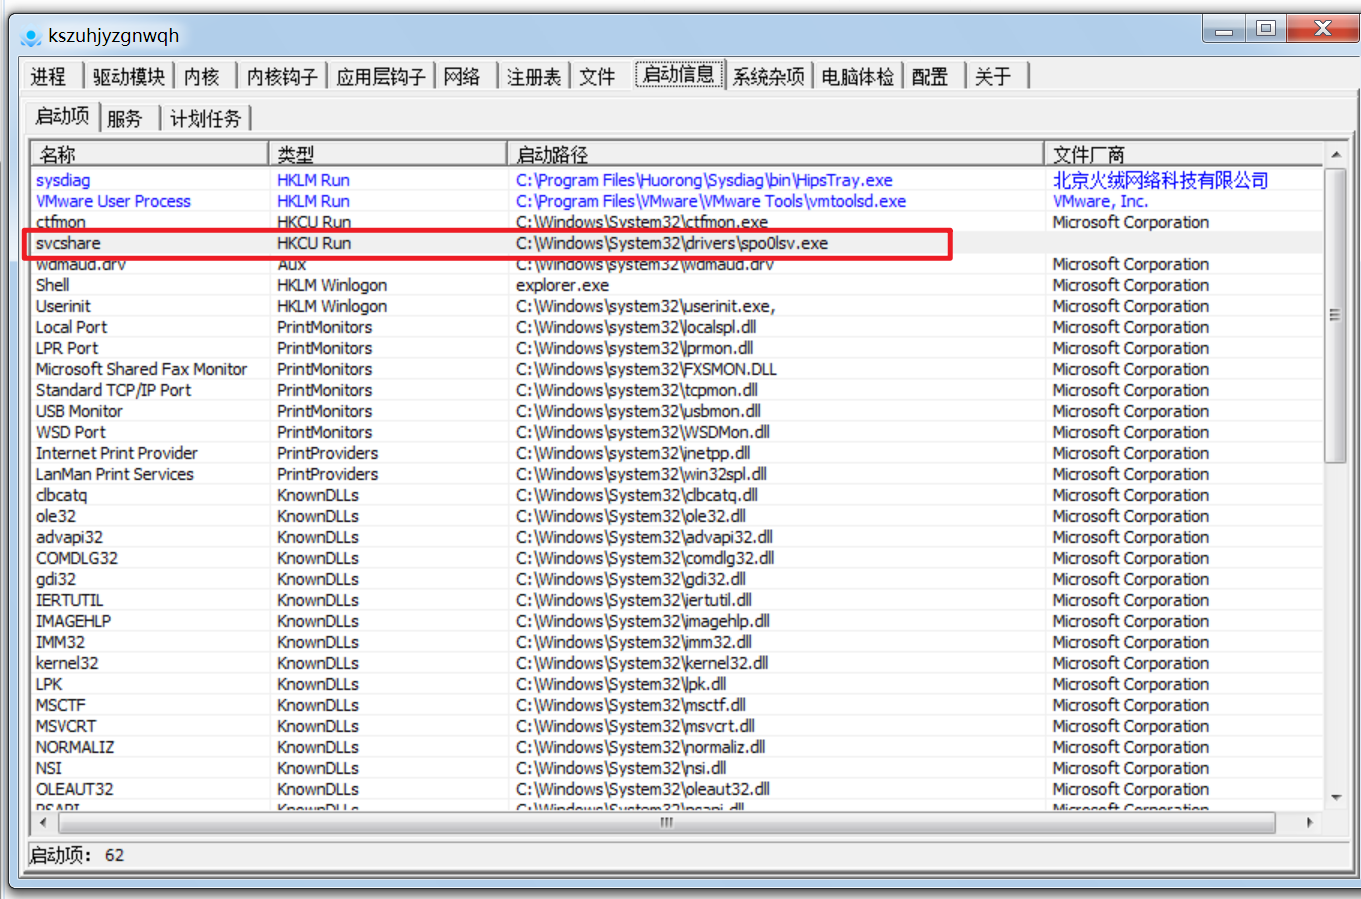 kszuhjyzgnwqh
进程 驱动模块 内核 内核钩子 应用层钩子 网络 注册表 文件 启动信息 系统杂项 电脑体检 配置 关于
启动项 服务 计划任务
名称 类型 启动路径 文件厂商
sysdiag HKLM Run C:\Program Files\Huorong\Sysdiag\bin\HipsTray.exe 北京火绒网络科技有限公司
VMware User Process HKLM Run C:\Program Files\VMware\VMware Tools\vmtoolsd.exe VMware, Inc.
ctfmon HKCU Run C:\Windows\System32\ctfmon.exe Microsoft Corporation
svcshare HKCU Run C:\Windows\System32\drivers\spo0lsv.exe
wdmaud.drv Aux C:\Windows\system32\wdmaud.drv Microsoft Corporation
Shell HKLM Winlogon explorer.exe Microsoft Corporation
Userinit HKLM Winlogon C:\Windows\system32\userinit.exe, Microsoft Corporation
Local Port PrintMonitors C:\Windows\system32\localspl.dll Microsoft Corporation
LPR Port PrintMonitors C:\Windows\system32\lprmon.dll Microsoft Corporation
Microsoft Shared Fax Monitor PrintMonitors C:\Windows\system32\FXSMON.DLL Microsoft Corporation
Standard TCP/IP Port PrintMonitors C:\Windows\system32\tcpmon.dll Microsoft Corporation
USB Monitor PrintMonitors C:\Windows\system32\usbmon.dll Microsoft Corporation
WSD Port PrintMonitors C:\Windows\system32\WSDMon.dll Microsoft Corporation
Internet Print Provider PrintProviders C:\Windows\system32\inetpp.dll Microsoft Corporation
LanMan Print Services PrintProviders C:\Windows\system32\win32spl.dll Microsoft Corporation
clbcatq KnownDLLs C:\Windows\System32\clbcatq.dll Microsoft Corporation
ole32 KnownDLLs C:\Windows\System32\ole32.dll Microsoft Corporation
advapi32 KnownDLLs C:\Windows\System32\advapi32.dll Microsoft Corporation
COMDLG32 KnownDLLs C:\Windows\System32\comdlg32.dll Microsoft Corporation
gdi32 KnownDLLs C:\Windows\System32\gdi32.dll Microsoft Corporation
IERTUTIL KnownDLLs C:\Windows\System32\iertutil.dll Microsoft Corporation
IMAGEHLP KnownDLLs C:\Windows\System32\imagehlp.dll Microsoft Corporation
IMM32 KnownDLLs C:\Windows\System32\imm32.dll Microsoft Corporation
kernel32 KnownDLLs C:\Windows\System32\kernel32.dll Microsoft Corporation
LPK KnownDLLs C:\Windows\System32\lpk.dll Microsoft Corporation
MSCTF KnownDLLs C:\Windows\System32\msctf.dll Microsoft Corporation
MSVCRT KnownDLLs C:\Windows\System32\msvcrt.dll Microsoft Corporation
NORMALIZ KnownDLLs C:\Windows\System32\normaliz.dll Microsoft Corporation
NSI KnownDLLs C:\Windows\System32\nsi.dll Microsoft Corporation
OLEAUT32 KnownDLLs C:\Windows\System32\oleaut32.dll Microsoft Corporation
PSAPI KnownDLLs C:\Windows\System32\psapi.dll Microsoft Corporation
启动项: 62